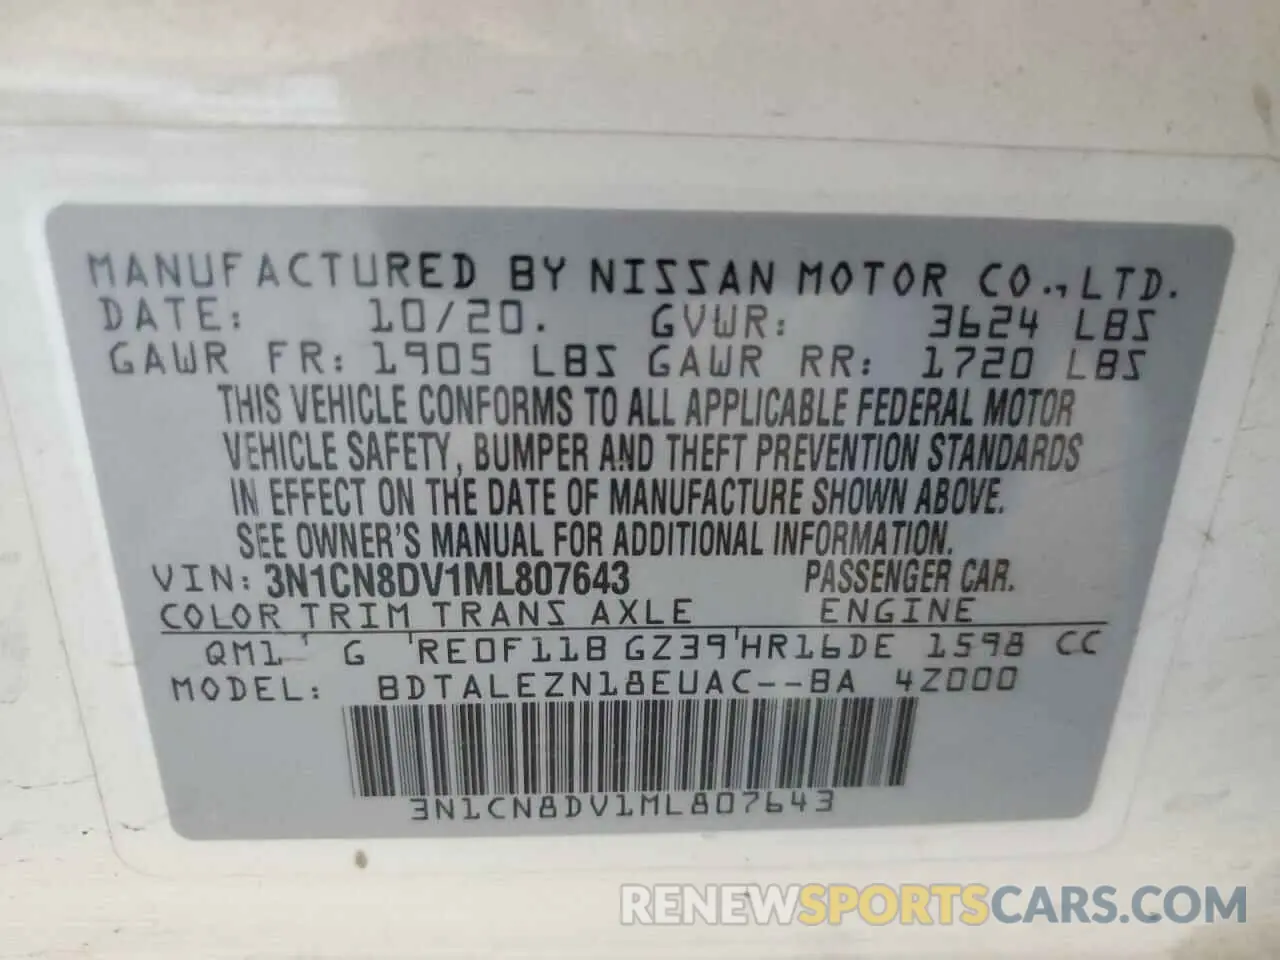 MANUFACTURED BY NISSAN MOTOR CO., LTD.
DATE: 10/20. GVWR: 3624 LBS
GAWR FR: 1905 LBS GAWR RR: 1720 LBS
THIS VEHICLE CONFORMS TO ALL APPLICABLE FEDERAL MOTOR
VEHICLE SAFETY, BUMPER AND THEFT PREVENTION STANDARDS
IN EFFECT ON THE DATE OF MANUFACTURE SHOWN ABOVE.
SEE OWNER'S MANUAL FOR ADDITIONAL INFORMATION.
VIN: 3N1CN8DV1ML807643 PASSENGER CAR.
COLOR TRIM TRANS AXLE ENGINE
QM1 G RE0F11B GZ39 HR16DE 1598 CC
MODEL: BDTALEZN18EUAC--BA 4Z000
3N1CN8DV1ML807643
RENEWSPORTSCARS.COM